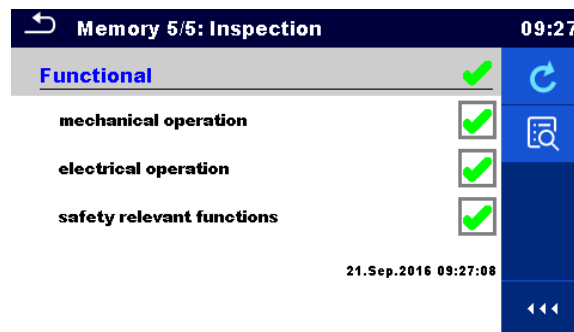 Memory 5/5: Inspection 09:27
Functional
mechanical operation
electrical operation
safety relevant functions
21.Sep.2016 09:27:08